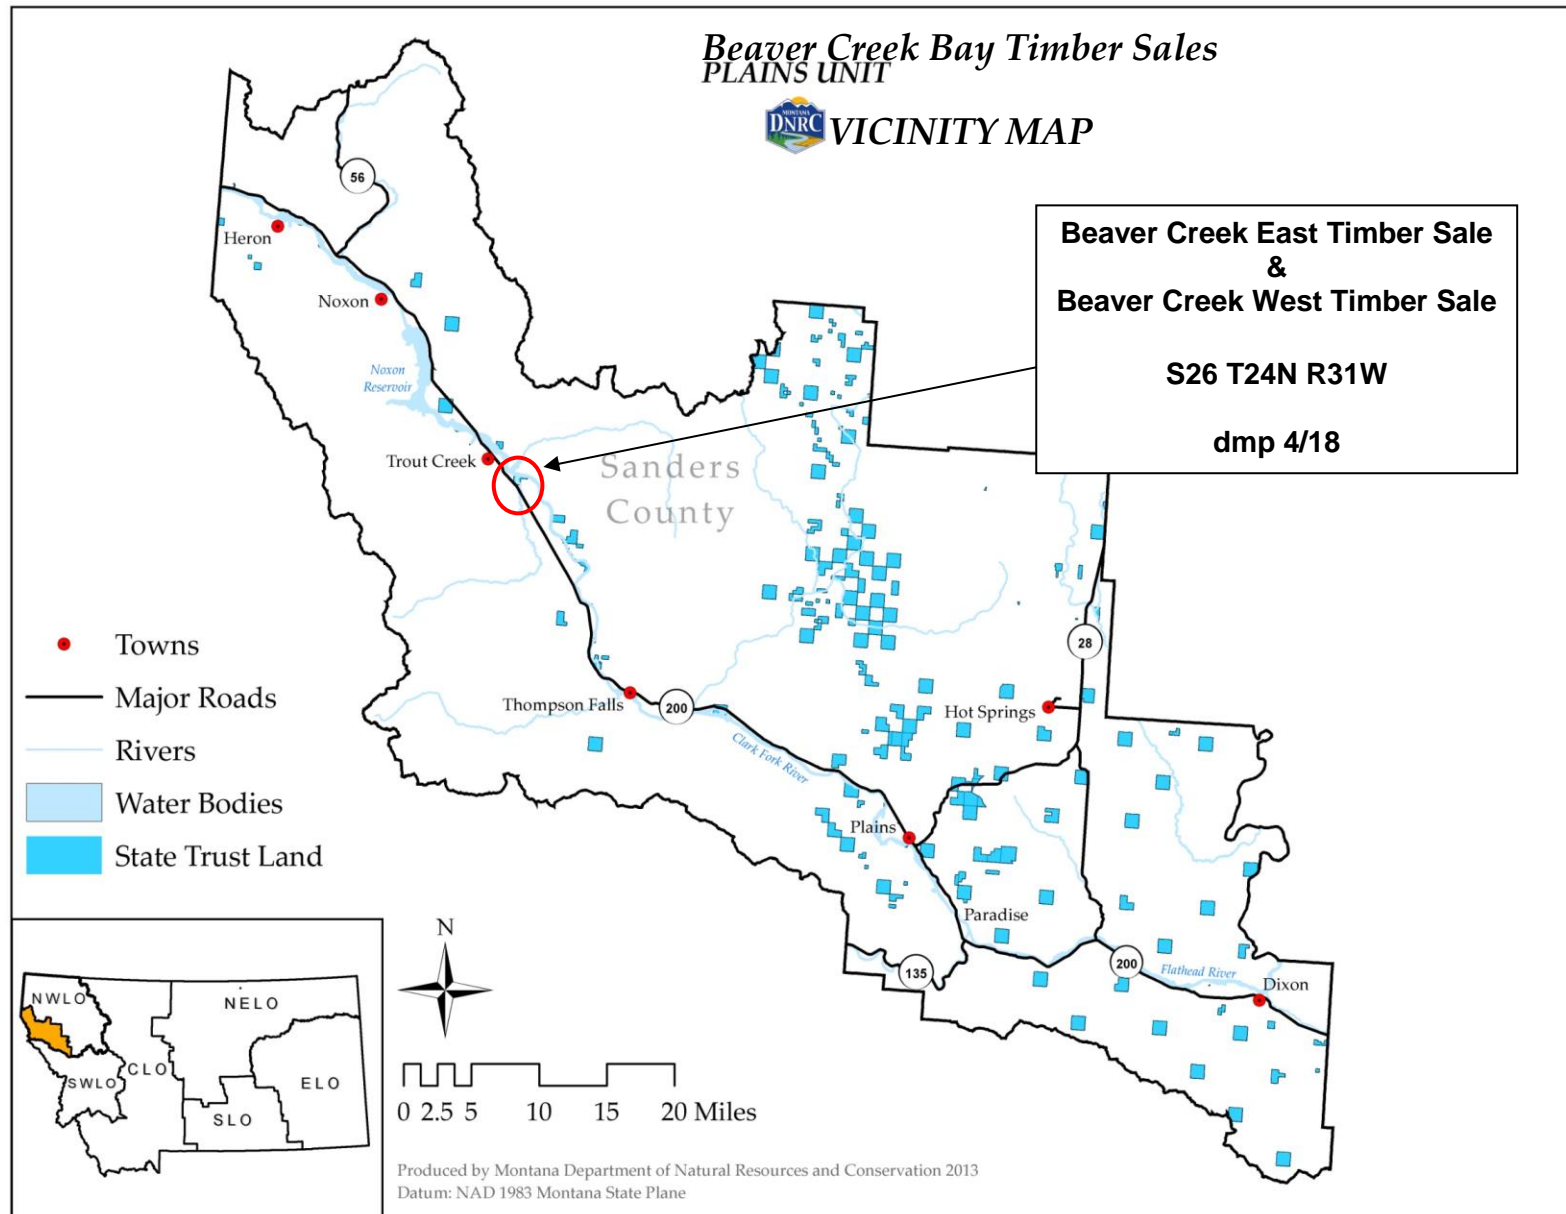 Beaver Creek Bay Timber Sales
PLAINS UNIT
MONTANA
DNRC
VICINITY MAP
Beaver Creek East Timber Sale
&
Beaver Creek West Timber Sale
S26 T24N R31W
dmp 4/18
56
Heron
Noxon
Noxon
Reservoir
Trout Creek
Sanders
County
Thompson Falls
200
Clark Fork River
Hot Springs
28
Plains
Paradise
135
200
Flathead River
Dixon
Towns
Major Roads
Rivers
Water Bodies
State Trust Land
NWLO
SWLO
CLO
NELO
SLO
ELO
N
0 2.5 5 10 15 20 Miles
Produced by Montana Department of Natural Resources and Conservation 2013
Datum: NAD 1983 Montana State Plane